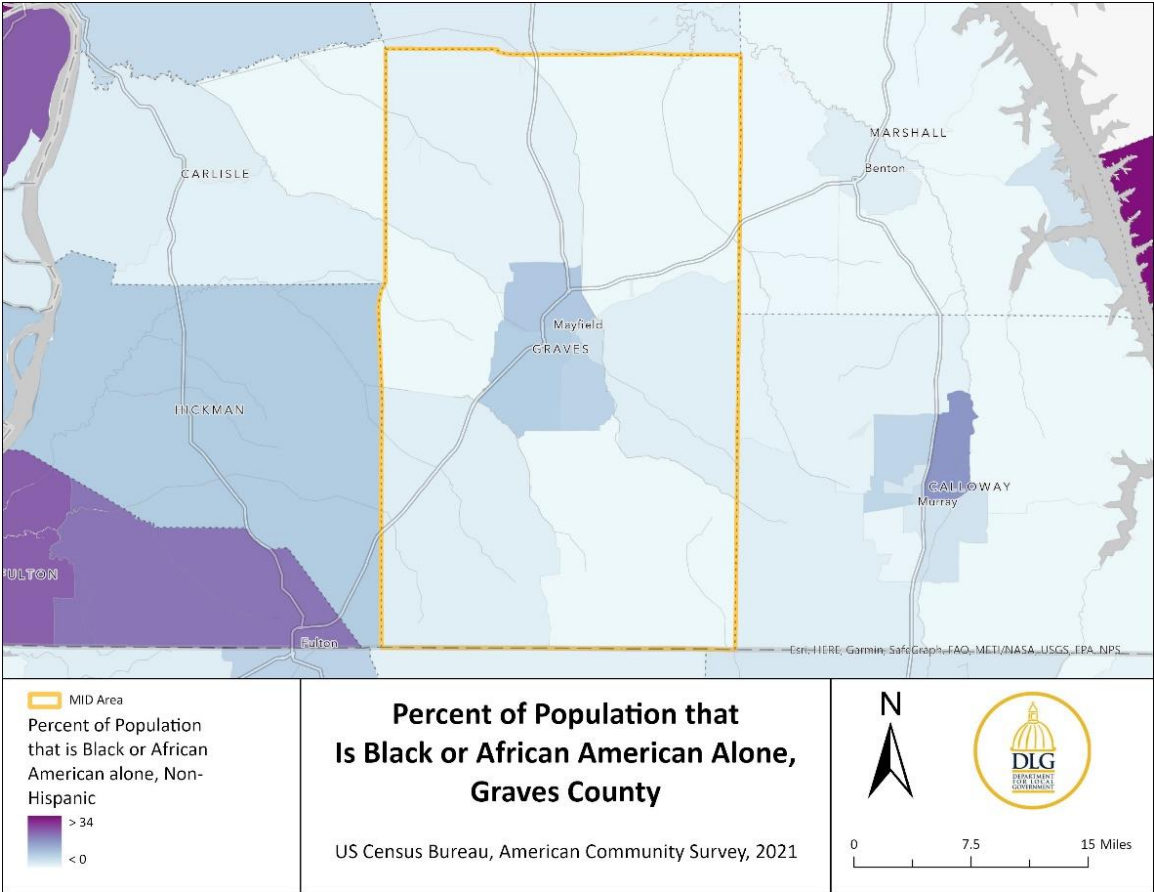 MARSHALL
Benton
CARLISLE
Mayfield
GRAVES
HICKMAN
CALLOWAY
Murray
FULTON
Fulton
Esri, HERE, Garmin, SafeGraph, FAO, METI/NASA, USGS, EPA, NPS
MID Area
Percent of Population
that is Black or African
American alone, Non-
Hispanic
> 34
< 0
Percent of Population that
Is Black or African American Alone,
Graves County
US Census Bureau, American Community Survey, 2021
N
DLG
DEPARTMENT
FOR LOCAL
GOVERNMENT
0 7.5 15 Miles